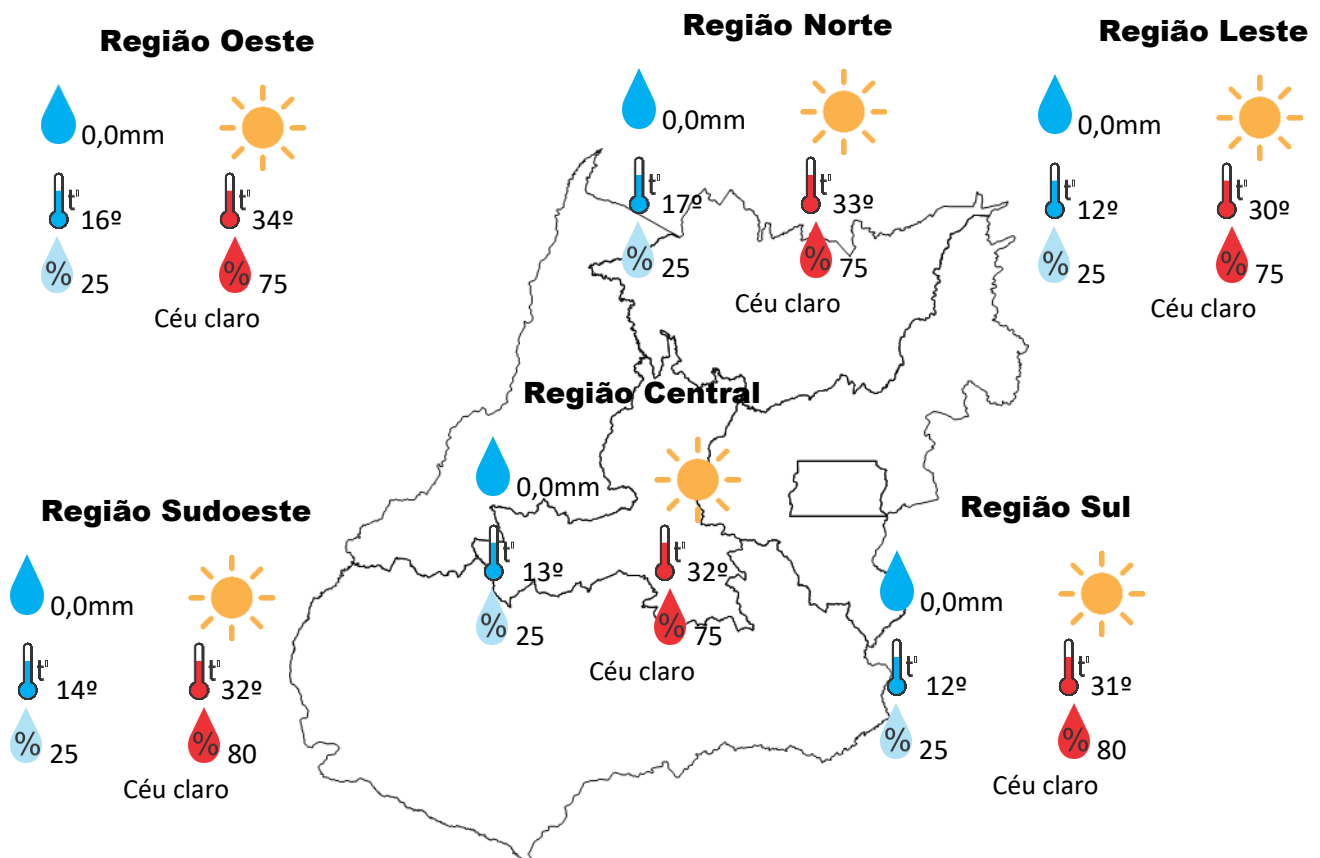 Região Oeste
0,0mm
t°
16º
t°
34º
% 25
% 75
Céu claro
Região Norte
0,0mm
t°
17º
t°
33º
% 25
% 75
Céu claro
Região Leste
0,0mm
t°
12º
t°
30º
% 25
% 75
Céu claro
Região Central
0,0mm
t°
13º
t°
32º
% 25
% 75
Céu claro
Região Sudoeste
0,0mm
t°
14º
t°
32º
% 25
% 80
Céu claro
Região Sul
0,0mm
t°
12º
t°
31º
% 25
% 80
Céu claro